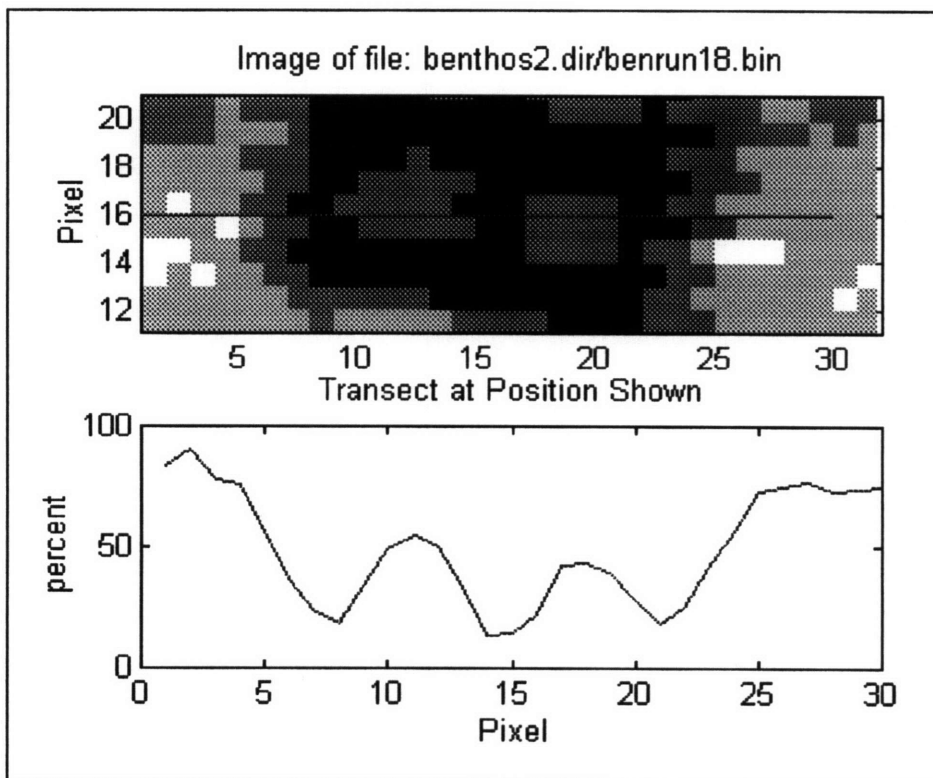 Image of file: benthos2.dir/benrun18.bin
Pixel
20
18
16
14
12
5 10 15 20 25 30
Transect at Position Shown
percent
100
50
0
0 5 10 15 20 25 30
Pixel